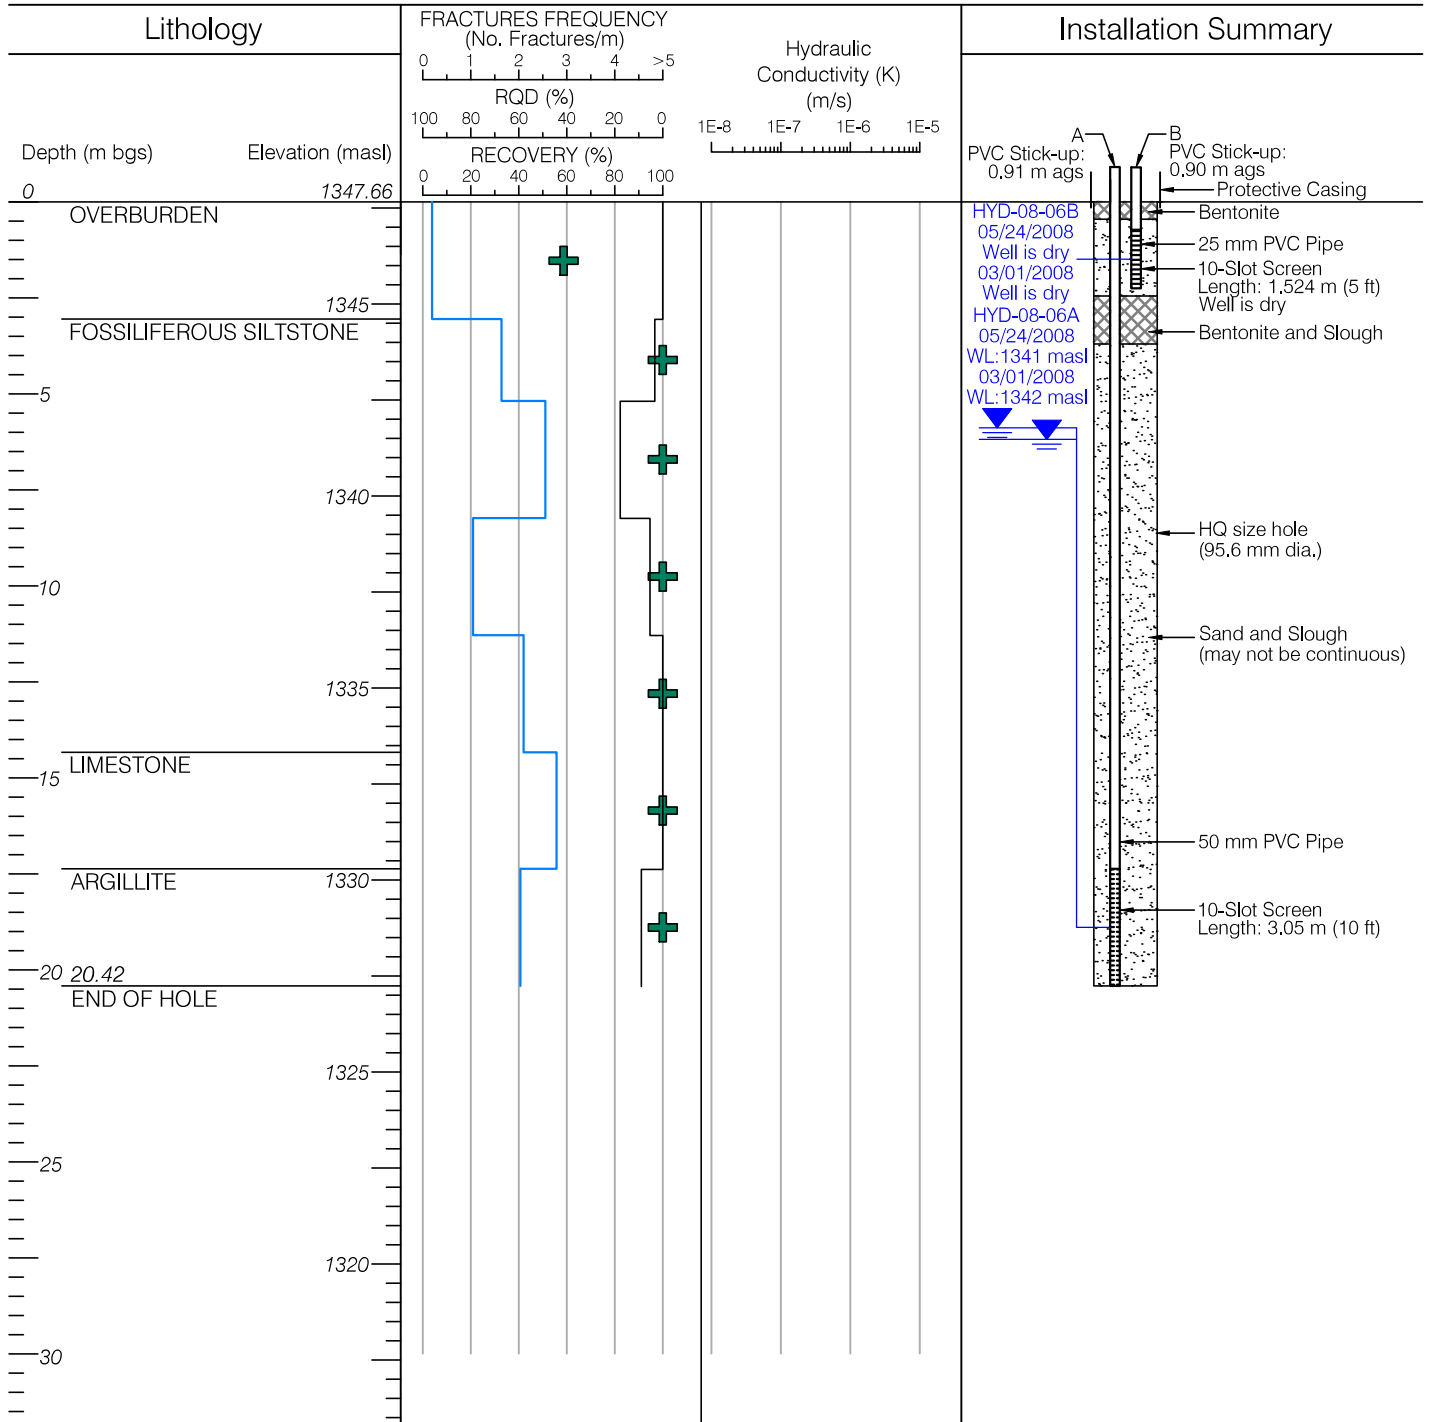 Lithology
FRACTURES FREQUENCY
(No. Fractures/m)
0 1 2 3 4 >5
RQD (%)
100 80 60 40 20 0
RECOVERY (%)
0 20 40 60 80 100
Hydraulic
Conductivity (K)
(m/s)
1E-8 1E-7 1E-6 1E-5
Installation Summary
Depth (m bgs) Elevation (masl)
0 1347.66
OVERBURDEN
1345
FOSSILIFEROUS SILTSTONE
5
1340
10
1335
LIMESTONE
15
ARGILLITE
1330
20 20.42
END OF HOLE
1325
25
1320
30
A B
PVC Stick-up:
0.91 m ags
PVC Stick-up:
0.90 m ags
Protective Casing
HYD-08-06B
05/24/2008
Well is dry
03/01/2008
Well is dry
HYD-08-06A
05/24/2008
WL:1341 masl
03/01/2008
WL:1342 masl
Bentonite
25 mm PVC Pipe
10-Slot Screen
Length: 1.524 m (5 ft)
Well is dry
Bentonite and Slough
HQ size hole
(95.6 mm dia.)
Sand and Slough
(may not be continuous)
50 mm PVC Pipe
10-Slot Screen
Length: 3.05 m (10 ft)